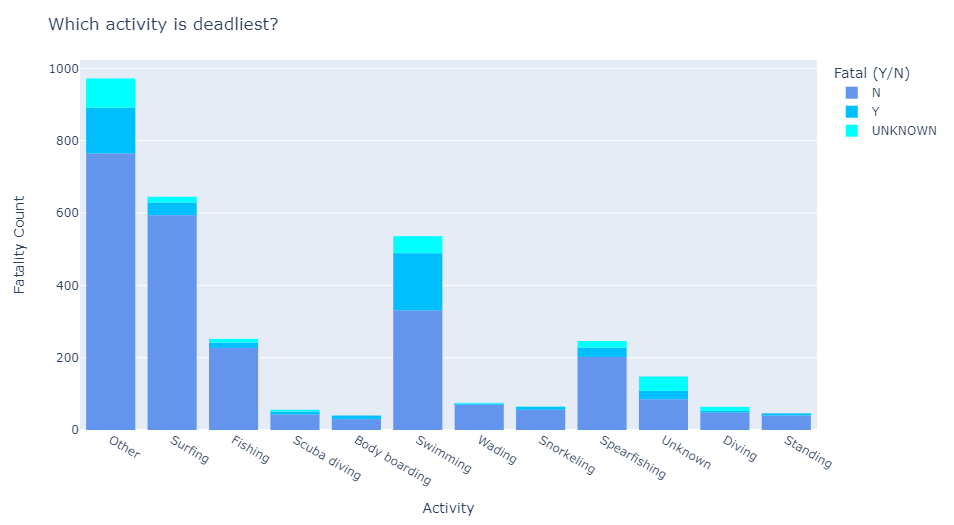 Which activity is deadliest?
Fatal (Y/N)
N
Y
UNKNOWN
1000
800
600
400
200
0
Fatality Count
Other
Surfing
Fishing
Scuba diving
Body boarding
Swimming
Wading
Snorkeling
Spearfishing
Unknown
Diving
Standing
Activity